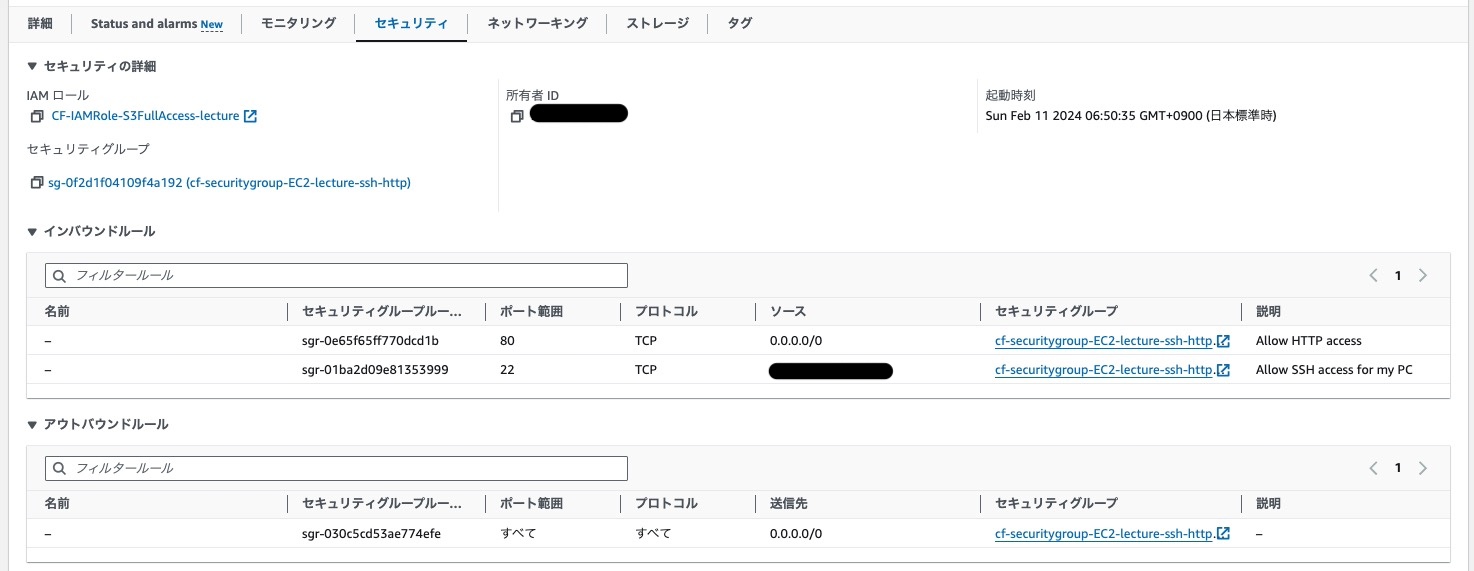 詳細 Status and alarms New モニタリング セキュリティ ネットワーキング ストレージ タグ
▼ セキュリティの詳細
IAM ロール 所有者 ID 起動時刻
CF-IAMRole-S3FullAccess-lecture Sun Feb 11 2024 06:50:35 GMT+0900 (日本標準時)
セキュリティグループ
sg-0f2d1f04109f4a192 (cf-securitygroup-EC2-lecture-ssh-http)
▼ インバウンドルール
フィルタールール 1
名前 セキュリティグループルー... ポート範囲 プロトコル ソース セキュリティグループ 説明
– sgr-0e65f65ff770dcd1b 80 TCP 0.0.0.0/0 cf-securitygroup-EC2-lecture-ssh-http. Allow HTTP access
– sgr-01ba2d09e81353999 22 TCP cf-securitygroup-EC2-lecture-ssh-http. Allow SSH access for my PC
▼ アウトバウンドルール
フィルタールール 1
名前 セキュリティグループルー... ポート範囲 プロトコル 送信先 セキュリティグループ 説明
– sgr-030c5cd53ae774efe すべて すべて 0.0.0.0/0 cf-securitygroup-EC2-lecture-ssh-http. –